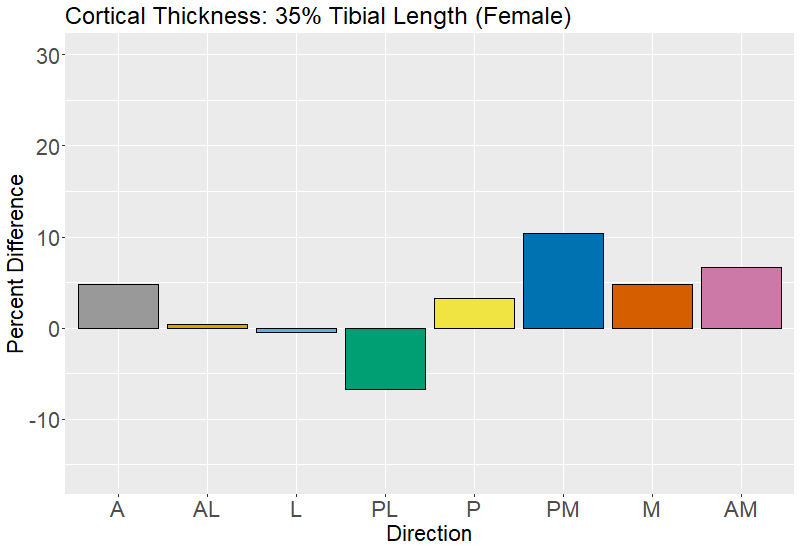 Cortical Thickness: 35% Tibial Length (Female)
Percent Difference
30
20
10
0
-10
A AL L PL P PM M AM
Direction